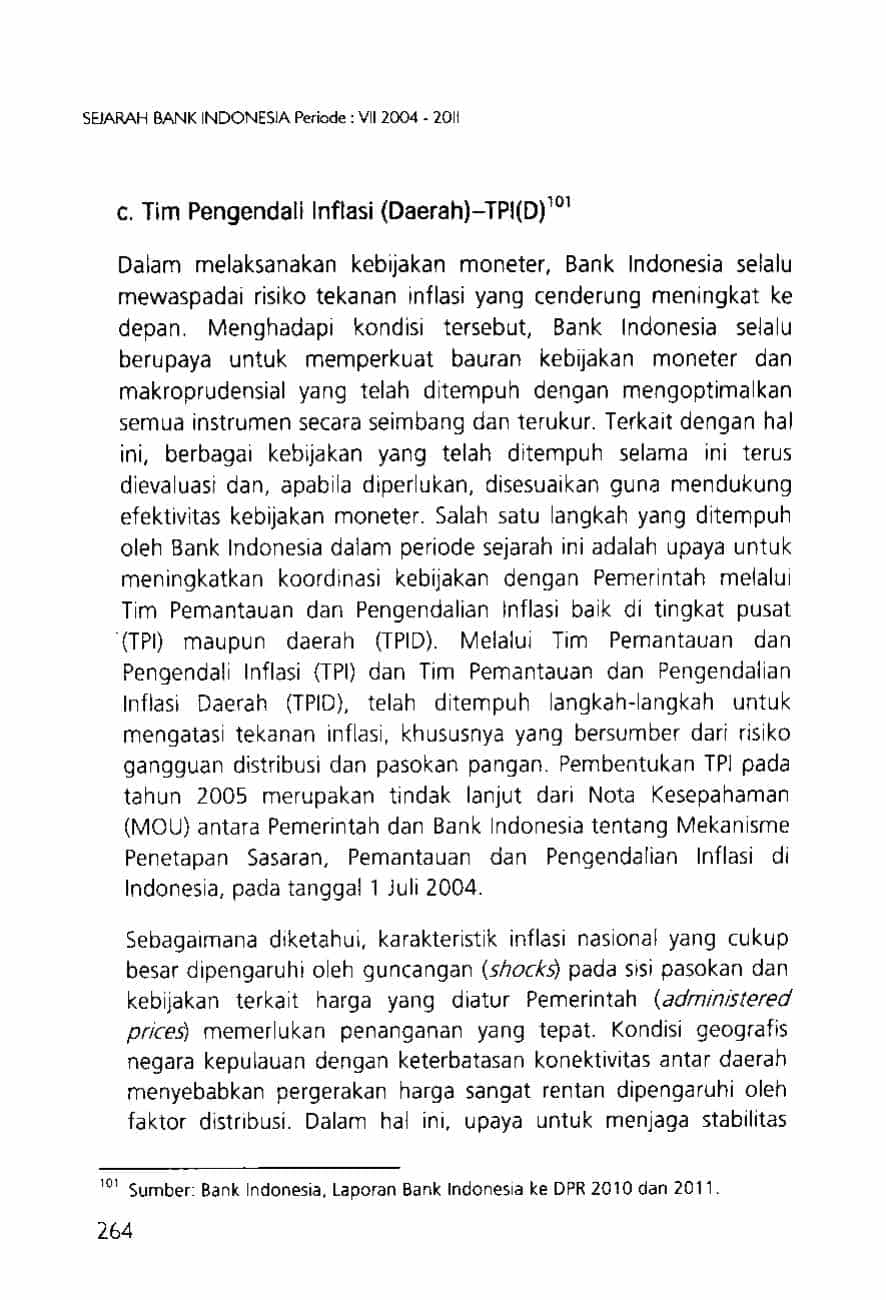 SEJARAH BANK INDONESIA Periode : VII 2004 - 2011
c. Tim Pengendali Inflasi (Daerah)–TPI(D)¹⁰¹
Dalam melaksanakan kebijakan moneter, Bank Indonesia selalu
mewaspadai risiko tekanan inflasi yang cenderung meningkat ke
depan. Menghadapi kondisi tersebut, Bank Indonesia selalu
berupaya untuk memperkuat bauran kebijakan moneter dan
makroprudensial yang telah ditempuh dengan mengoptimalkan
semua instrumen secara seimbang dan terukur. Terkait dengan hal
ini, berbagai kebijakan yang telah ditempuh selama ini terus
dievaluasi dan, apabila diperlukan, disesuaikan guna mendukung
efektivitas kebijakan moneter. Salah satu langkah yang ditempuh
oleh Bank Indonesia dalam periode sejarah ini adalah upaya untuk
meningkatkan koordinasi kebijakan dengan Pemerintah melalui
Tim Pemantauan dan Pengendalian Inflasi baik di tingkat pusat
(TPI) maupun daerah (TPID). Melalui Tim Pemantauan dan
Pengendali Inflasi (TPI) dan Tim Pemantauan dan Pengendalian
Inflasi Daerah (TPID), telah ditempuh langkah-langkah untuk
mengatasi tekanan inflasi, khususnya yang bersumber dari risiko
gangguan distribusi dan pasokan pangan. Pembentukan TPI pada
tahun 2005 merupakan tindak lanjut dari Nota Kesepahaman
(MOU) antara Pemerintah dan Bank Indonesia tentang Mekanisme
Penetapan Sasaran, Pemantauan dan Pengendalian Inflasi di
Indonesia, pada tanggal 1 Juli 2004.
Sebagaimana diketahui, karakteristik inflasi nasional yang cukup
besar dipengaruhi oleh guncangan (shocks) pada sisi pasokan dan
kebijakan terkait harga yang diatur Pemerintah (administered
prices) memerlukan penanganan yang tepat. Kondisi geografis
negara kepulauan dengan keterbatasan konektivitas antar daerah
menyebabkan pergerakan harga sangat rentan dipengaruhi oleh
faktor distribusi. Dalam hal ini, upaya untuk menjaga stabilitas
¹⁰¹ Sumber: Bank Indonesia, Laporan Bank Indonesia ke DPR 2010 dan 2011.
264